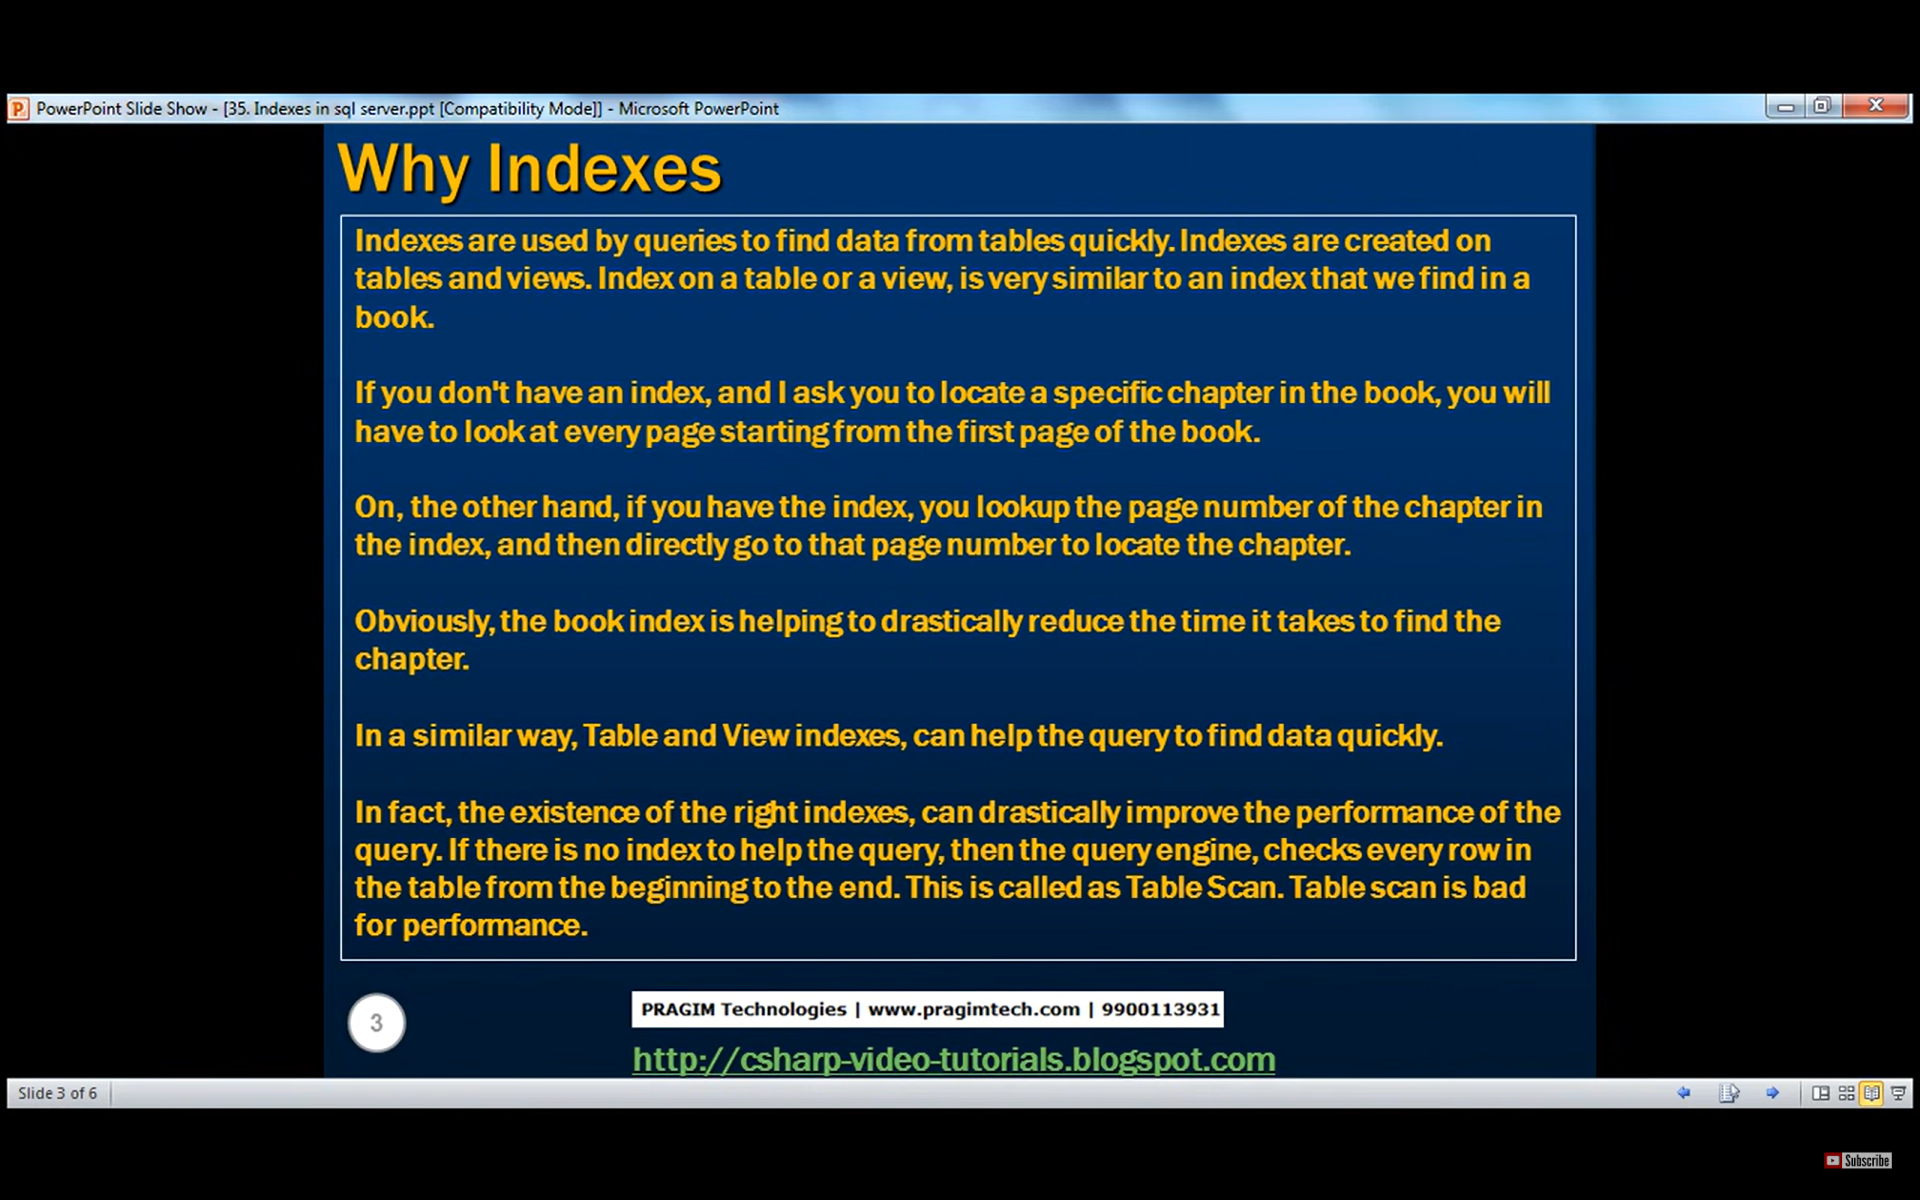 PowerPoint Slide Show - [35. Indexes in sql server.ppt [Compatibility Mode]] - Microsoft PowerPoint
Why Indexes
Indexes are used by queries to find data from tables quickly. Indexes are created on
tables and views. Index on a table or a view, is very similar to an index that we find in a
book.
If you don't have an index, and I ask you to locate a specific chapter in the book, you will
have to look at every page starting from the first page of the book.
On, the other hand, if you have the index, you lookup the page number of the chapter in
the index, and then directly go to that page number to locate the chapter.
Obviously, the book index is helping to drastically reduce the time it takes to find the
chapter.
In a similar way, Table and View indexes, can help the query to find data quickly.
In fact, the existence of the right indexes, can drastically improve the performance of the
query. If there is no index to help the query, then the query engine, checks every row in
the table from the beginning to the end. This is called as Table Scan. Table scan is bad
for performance.
3
PRAGIM Technologies | www.pragimtech.com | 9900113931
http://csharp-video-tutorials.blogspot.com
Slide 3 of 6
Subscribe